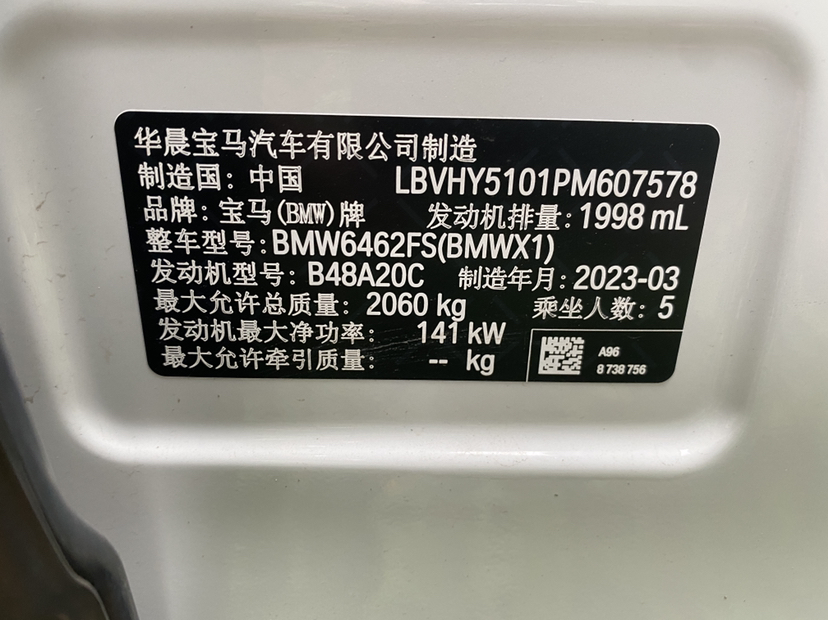 华晨宝马汽车有限公司制造
制造国: 中国 LBVHY5101PM607578
品牌: 宝马(BMW)牌 发动机排量: 1998 mL
整车型号: BMW6462FS(BMWX1)
发动机型号: B48A20C 制造年月: 2023-03
最大允许总质量: 2060 kg 乘坐人数: 5
发动机最大净功率: 141 kW
最大允许牵引质量: -- kg
A96
8 738 756